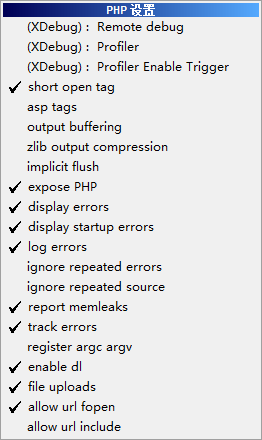 PHP 设置
(XDebug) : Remote debug
(XDebug) : Profiler
(XDebug) : Profiler Enable Trigger
short open tag
asp tags
output buffering
zlib output compression
implicit flush
expose PHP
display errors
display startup errors
log errors
ignore repeated errors
ignore repeated source
report memleaks
track errors
register argc argv
enable dl
file uploads
allow url fopen
allow url include